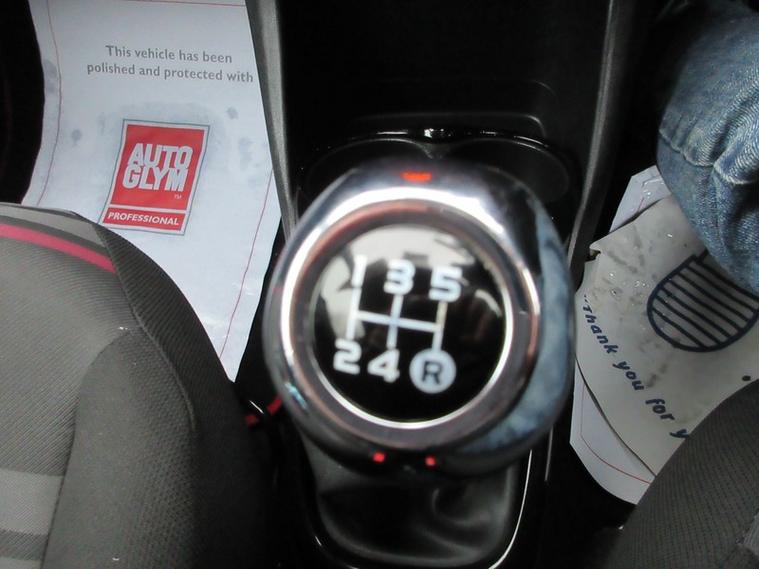 This vehicle has been
polished and protected with
AUTO
GLYM
TM
PROFESSIONAL
1 3 5
2 4 R
Thank you for y